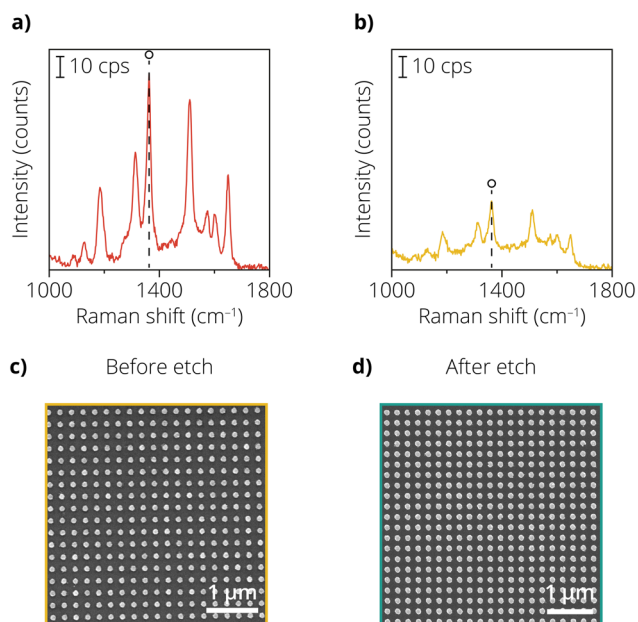 a)
10 cps
Intensity (counts)
1000 1400 1800
Raman shift (cm⁻¹)
b)
10 cps
Intensity (counts)
1000 1400 1800
Raman shift (cm⁻¹)
c) Before etch
1 μm
d) After etch
1 μm